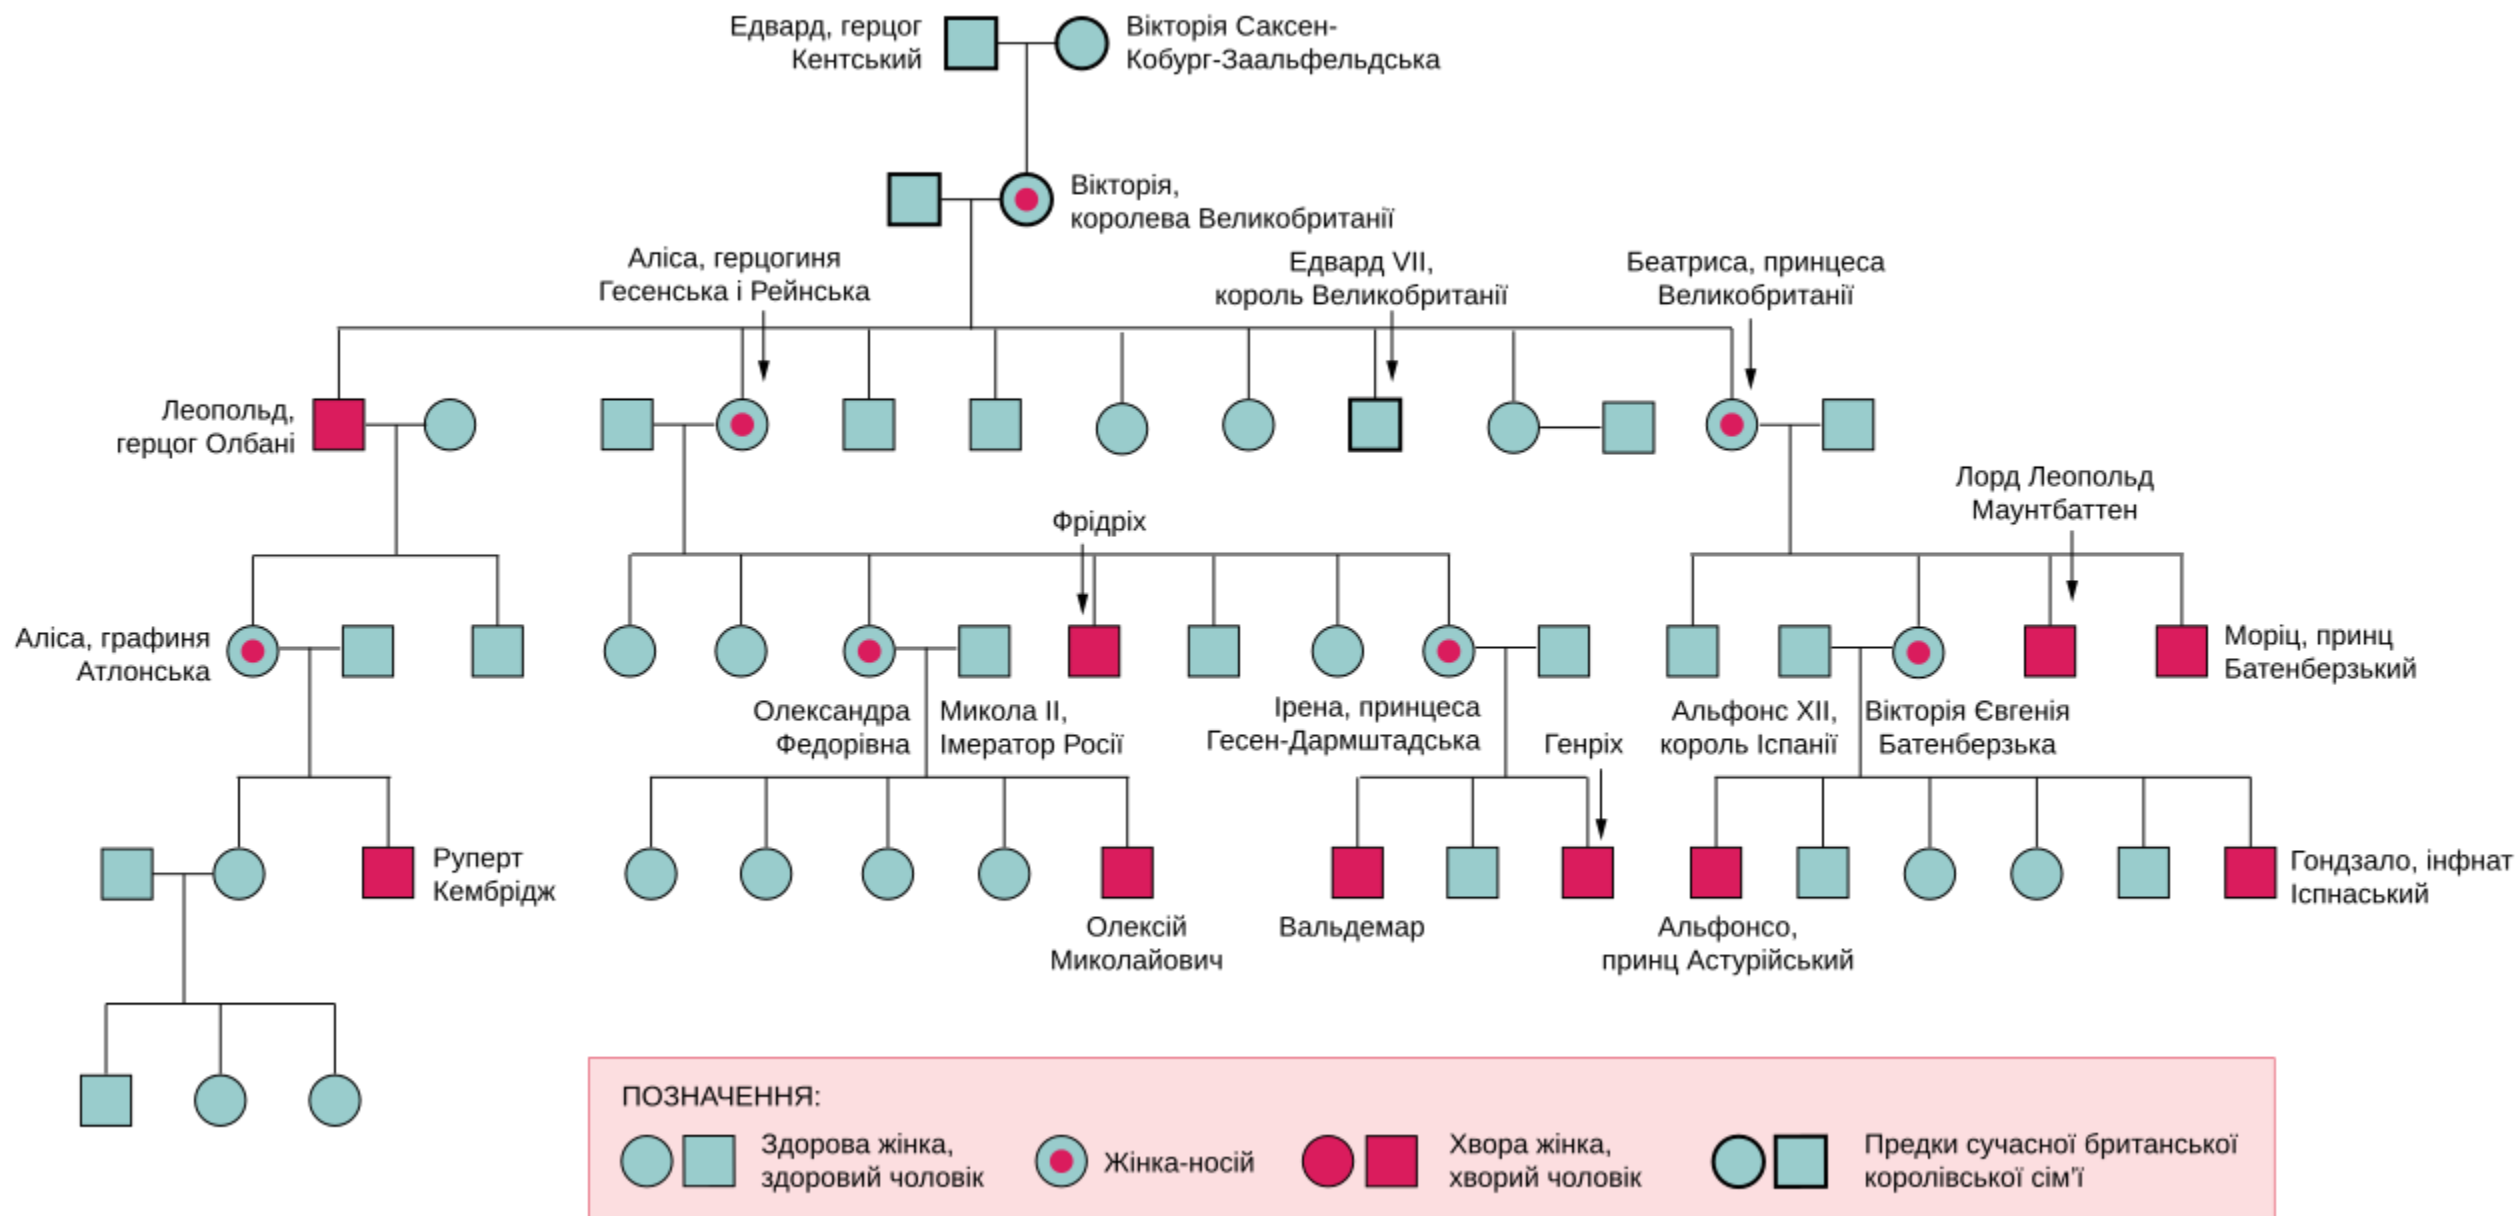 Едвард, герцог
Кентський
Вікторія Саксен-
Кобург-Заальфельдська
Вікторія,
королева Великобританії
Аліса, герцогиня
Гесенська і Рейнська
Едвард VII,
король Великобританії
Беатриса, принцеса
Великобританії
Леопольд,
герцог Олбані
Лорд Леопольд
Маунтбаттен
Фрідріх
Аліса, графиня
Атлонська
Моріц, принц
Батенберзький
Олександра
Федорівна
Микола II,
Імератор Росії
Ірена, принцеса
Гесен-Дармштадська
Генріх
Альфонс XII,
король Іспанії
Вікторія Євгенія
Батенберзька
Руперт
Кембрідж
Олексій
Миколайович
Вальдемар
Альфонсо,
принц Астурійський
Гондзало, інфнат
Іспнаський
ПОЗНАЧЕННЯ:
Здорова жінка,
здоровий чоловік
Жінка-носій
Хвора жінка,
хворий чоловік
Предки сучасної британської
королівської сім'ї